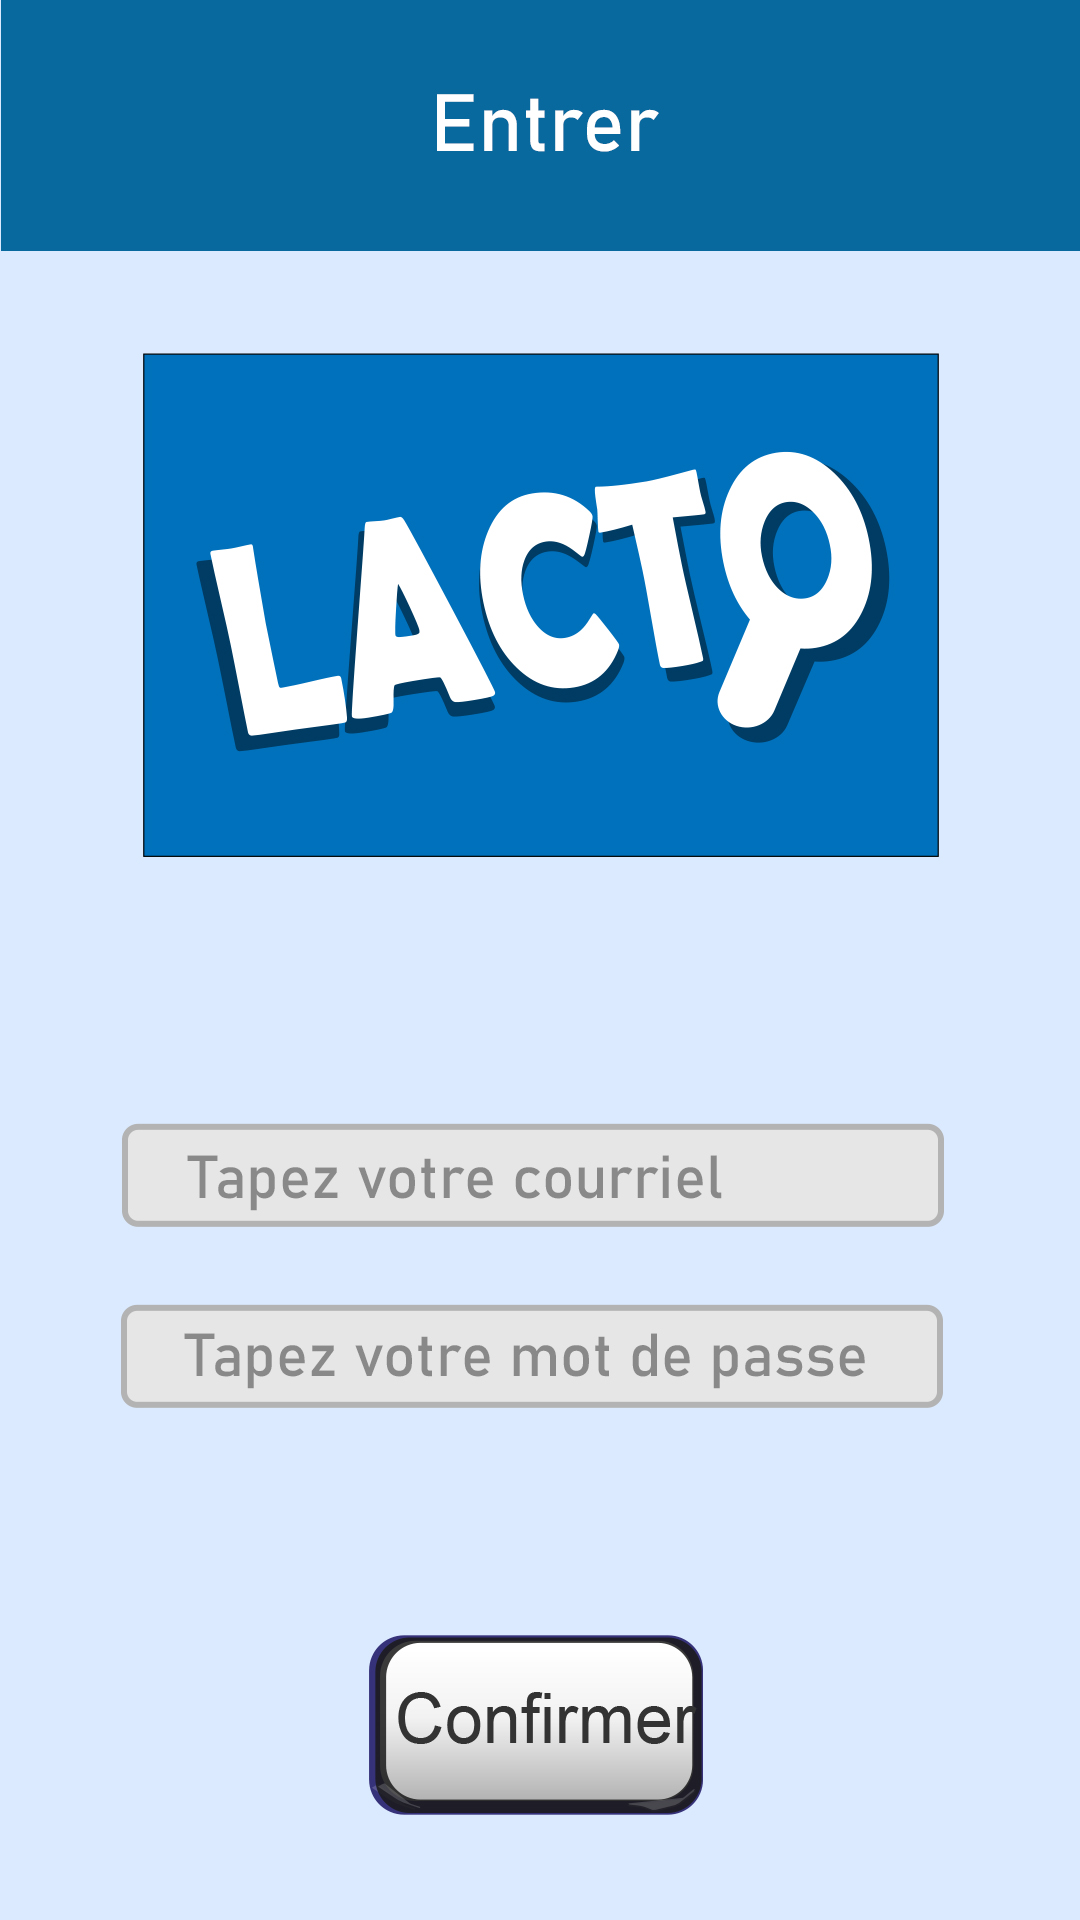 Entrer
LACTO
Tapez votre courriel
Tapez votre mot de passe
Confirmer